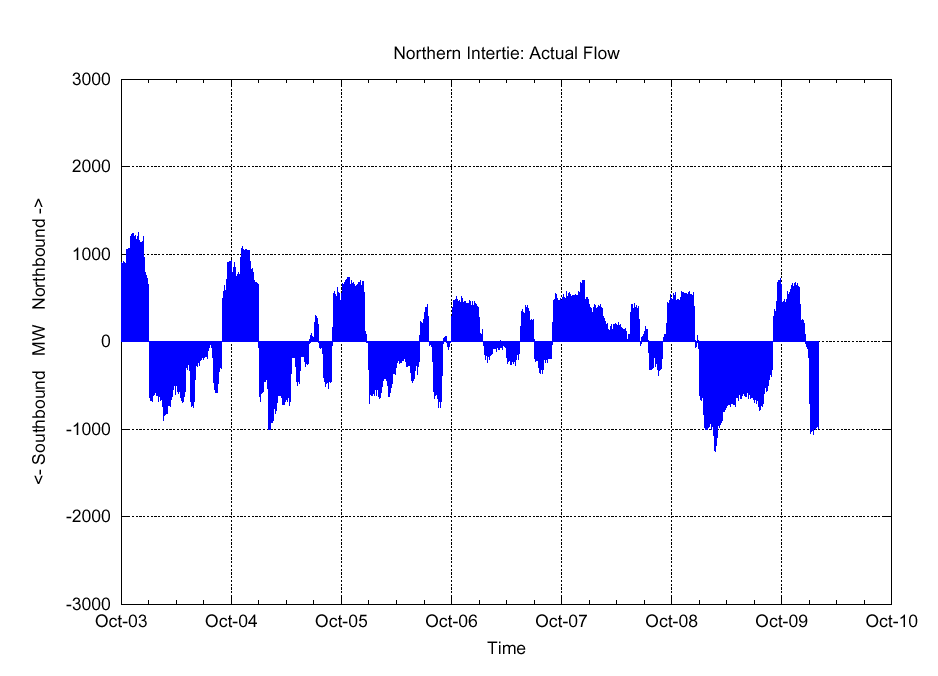 Northern Intertie: Actual Flow
3000
2000
1000
0
-1000
-2000
-3000
<- Southbound   MW   Northbound ->
Oct-03 Oct-04 Oct-05 Oct-06 Oct-07 Oct-08 Oct-09 Oct-10
Time